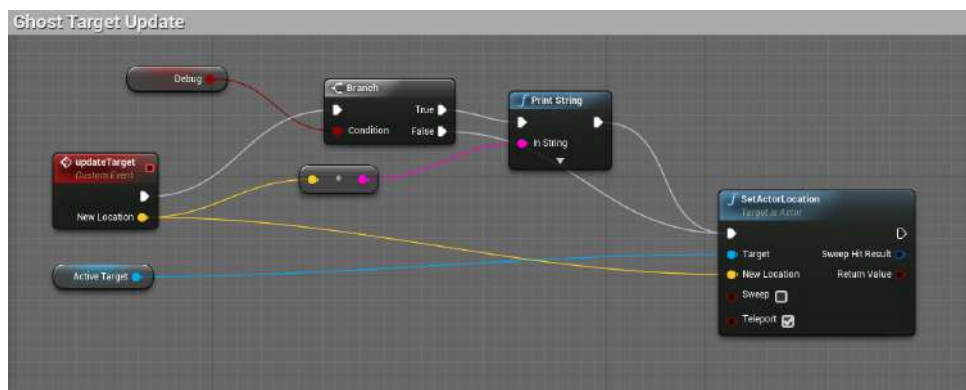 Ghost Target Update
Debug
Branch
True
Condition
False
Print String
In String
updateTarget
Custom Event
New Location
Active Target
SetActorLocation
Target is Actor
Target
Sweep Hit Result
New Location
Return Value
Sweep
Teleport